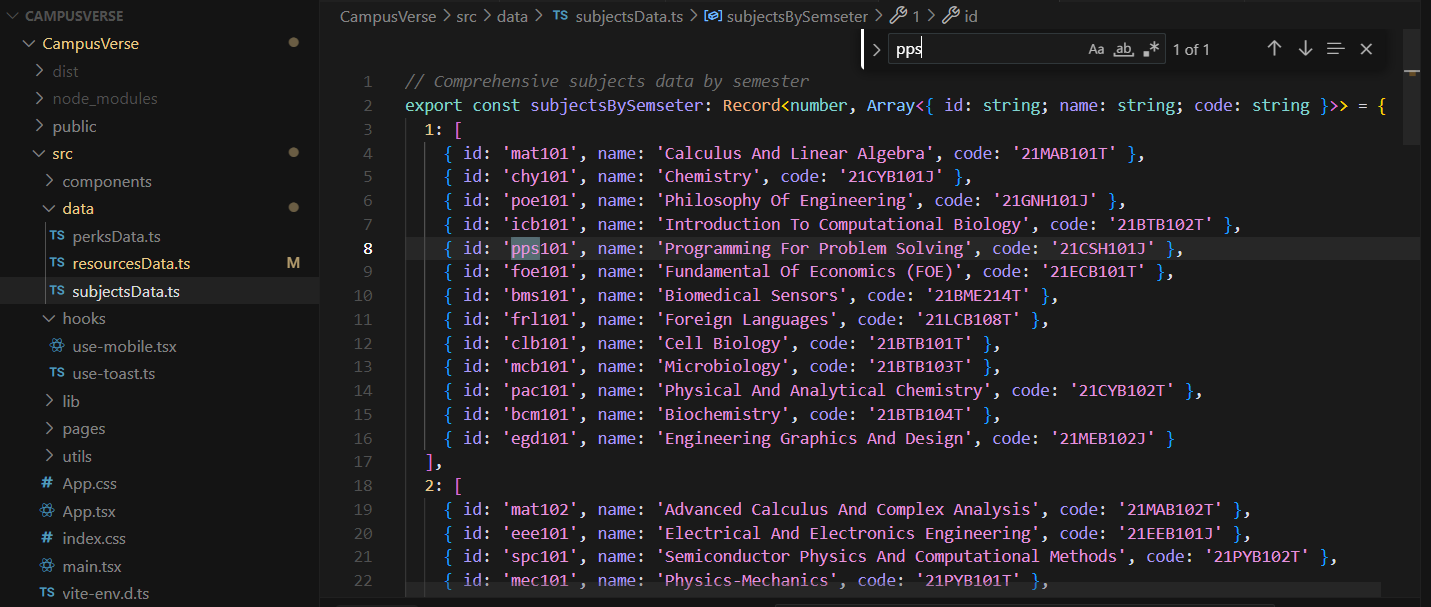 CAMPUSVERSE
CampusVerse
dist
node_modules
public
src
components
data
TS perksData.ts
TS resourcesData.ts M
TS subjectsData.ts
hooks
use-mobile.tsx
TS use-toast.ts
lib
pages
utils
# App.css
App.tsx
# index.css
main.tsx
TS vite-env.d.ts
CampusVerse > src > data > TS subjectsData.ts > subjectsBySemseter > 1 > id
pps Aa ab .* 1 of 1
1 // Comprehensive subjects data by semester
2 export const subjectsBySemseter: Record<number, Array<{ id: string; name: string; code: string }>> = {
3 1: [
4 { id: 'mat101', name: 'Calculus And Linear Algebra', code: '21MAB101T' },
5 { id: 'chy101', name: 'Chemistry', code: '21CYB101J' },
6 { id: 'poe101', name: 'Philosophy Of Engineering', code: '21GNH101J' },
7 { id: 'icb101', name: 'Introduction To Computational Biology', code: '21BTB102T' },
8 { id: 'pps101', name: 'Programming For Problem Solving', code: '21CSH101J' },
9 { id: 'foe101', name: 'Fundamental Of Economics (FOE)', code: '21ECB101T' },
10 { id: 'bms101', name: 'Biomedical Sensors', code: '21BME214T' },
11 { id: 'frl101', name: 'Foreign Languages', code: '21LCB108T' },
12 { id: 'clb101', name: 'Cell Biology', code: '21BTB101T' },
13 { id: 'mcb101', name: 'Microbiology', code: '21BTB103T' },
14 { id: 'pac101', name: 'Physical And Analytical Chemistry', code: '21CYB102T' },
15 { id: 'bcm101', name: 'Biochemistry', code: '21BTB104T' },
16 { id: 'egd101', name: 'Engineering Graphics And Design', code: '21MEB102J' }
17 ],
18 2: [
19 { id: 'mat102', name: 'Advanced Calculus And Complex Analysis', code: '21MAB102T' },
20 { id: 'eee101', name: 'Electrical And Electronics Engineering', code: '21EEB101J' },
21 { id: 'spc101', name: 'Semiconductor Physics And Computational Methods', code: '21PYB102T' },
22 { id: 'mec101', name: 'Physics-Mechanics', code: '21PYB101T' },